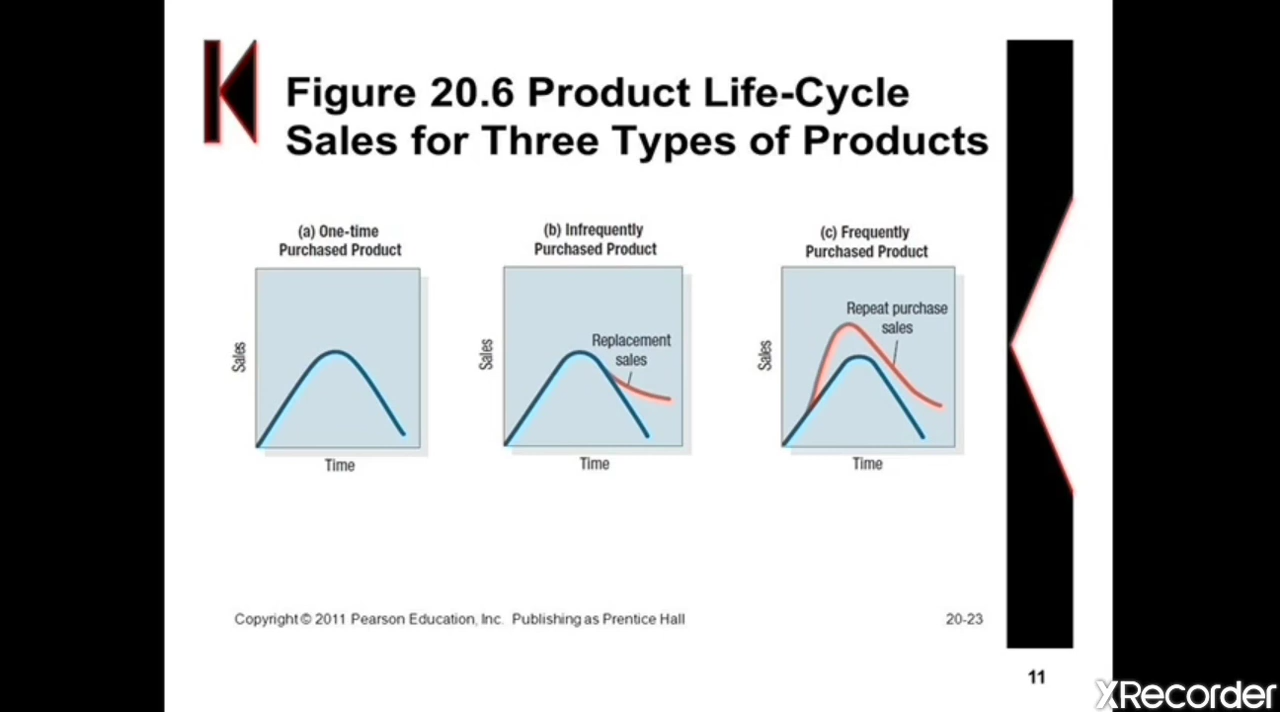 Figure 20.6 Product Life-Cycle
Sales for Three Types of Products
(a) One-time
Purchased Product
Sales
Time
(b) Infrequently
Purchased Product
Replacement
sales
Sales
Time
(c) Frequently
Purchased Product
Repeat purchase
sales
Sales
Time
Copyright © 2011 Pearson Education, Inc. Publishing as Prentice Hall
20-23
11
XRecorder